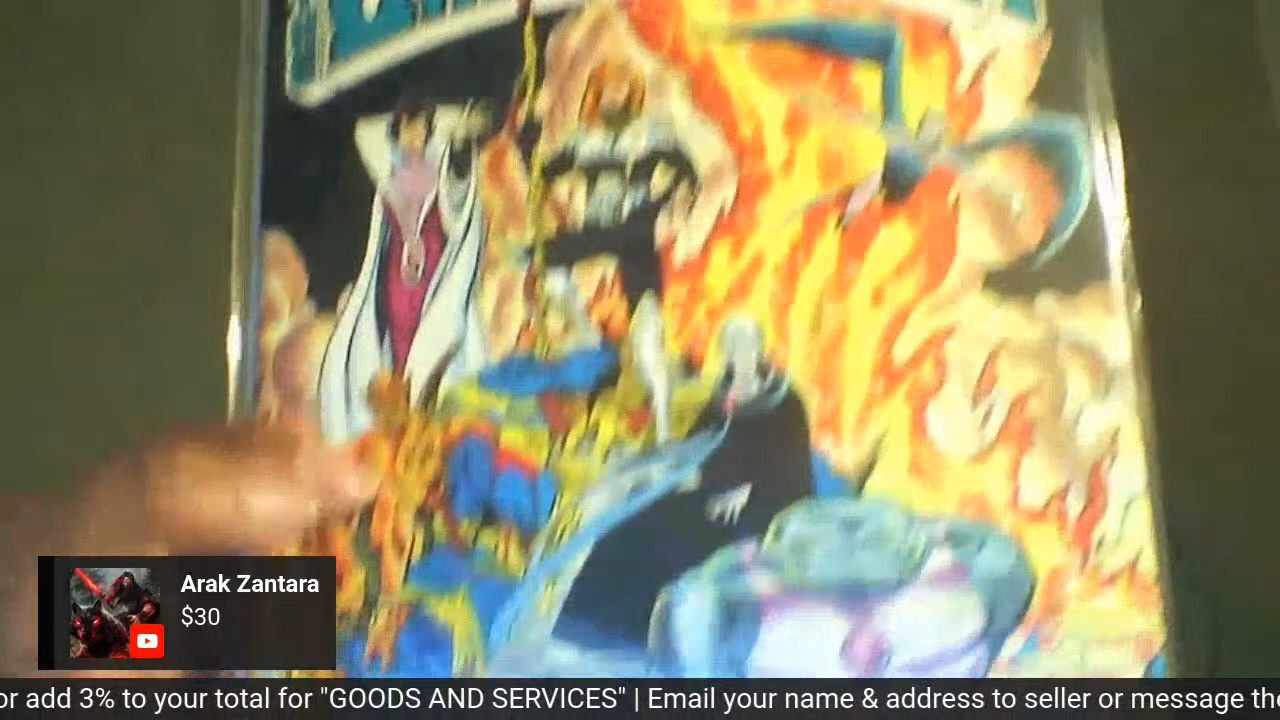 Arak Zantara
$30
or add 3% to your total for "GOODS AND SERVICES" | Email your name & address to seller or message the